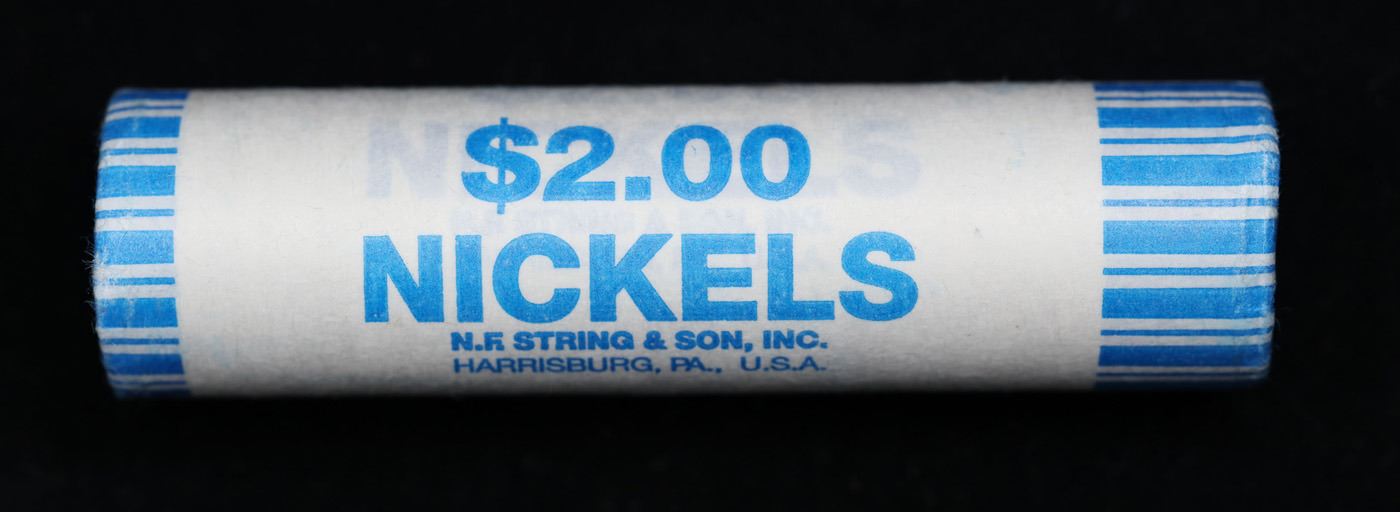 $2.00
NICKELS
N.F. STRING & SON, INC.
HARRISBURG, PA., U.S.A.